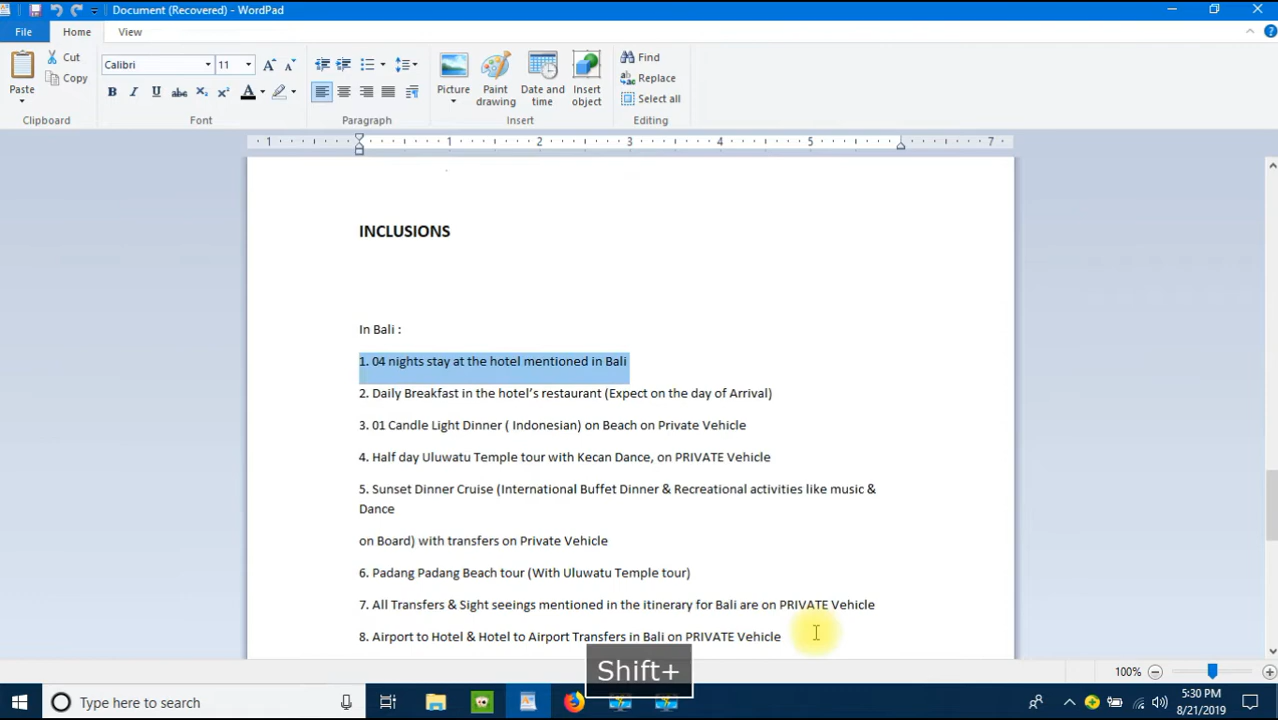 Document (Recovered) - WordPad
File Home View
Cut Calibri 11 Find
Paste Copy Picture Paint drawing Date and time Insert object Replace
Select all
Clipboard Font Paragraph Insert Editing
1 1 2 3 4 5 7
INCLUSIONS
In Bali :
1. 04 nights stay at the hotel mentioned in Bali
2. Daily Breakfast in the hotel’s restaurant (Expect on the day of Arrival)
3. 01 Candle Light Dinner ( Indonesian) on Beach on Private Vehicle
4. Half day Uluwatu Temple tour with Kecan Dance, on PRIVATE Vehicle
5. Sunset Dinner Cruise (International Buffet Dinner & Recreational activities like music &
Dance
on Board) with transfers on Private Vehicle
6. Padang Padang Beach tour (With Uluwatu Temple tour)
7. All Transfers & Sight seeings mentioned in the itinerary for Bali are on PRIVATE Vehicle
8. Airport to Hotel & Hotel to Airport Transfers in Bali on PRIVATE Vehicle
Shift+
100%
Type here to search
5:30 PM
8/21/2019